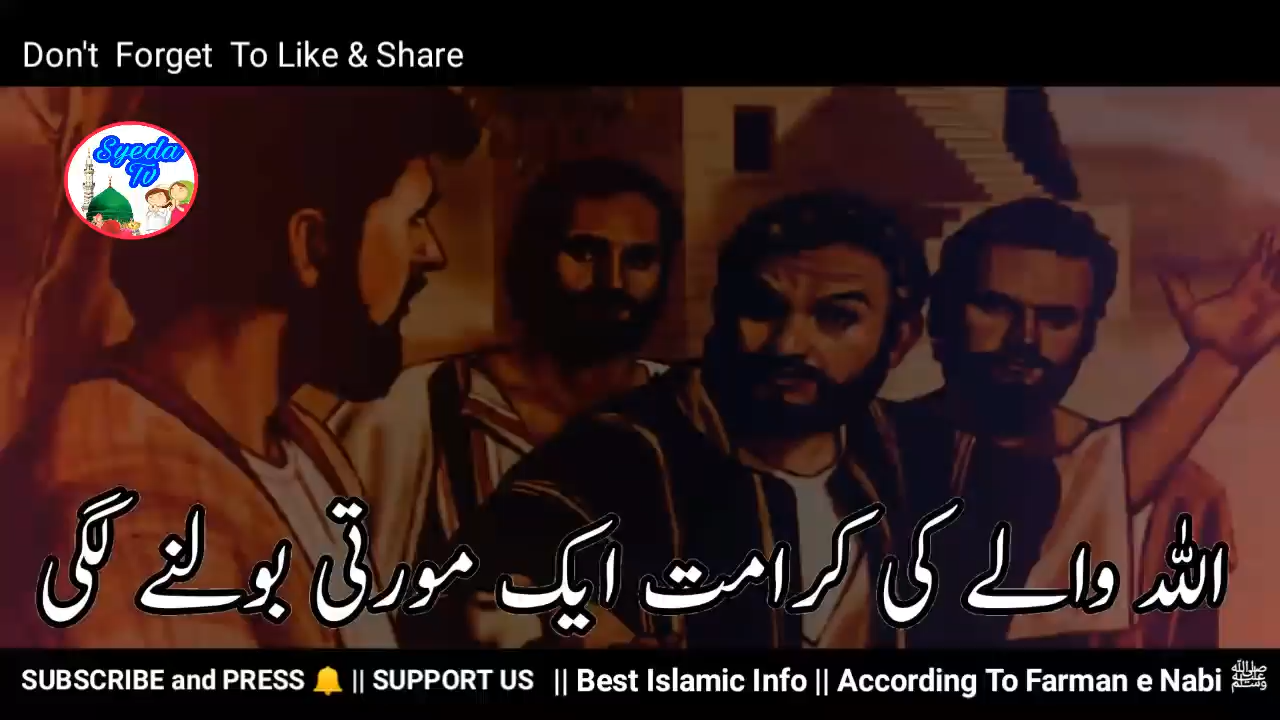 Don't Forget To Like & Share
Syeda
Tv
اللہ والے کی کرامت ایک مورتی بولنے لگی
SUBSCRIBE and PRESS 🔔 || SUPPORT US || Best Islamic Info || According To Farman e Nabi ﷺ